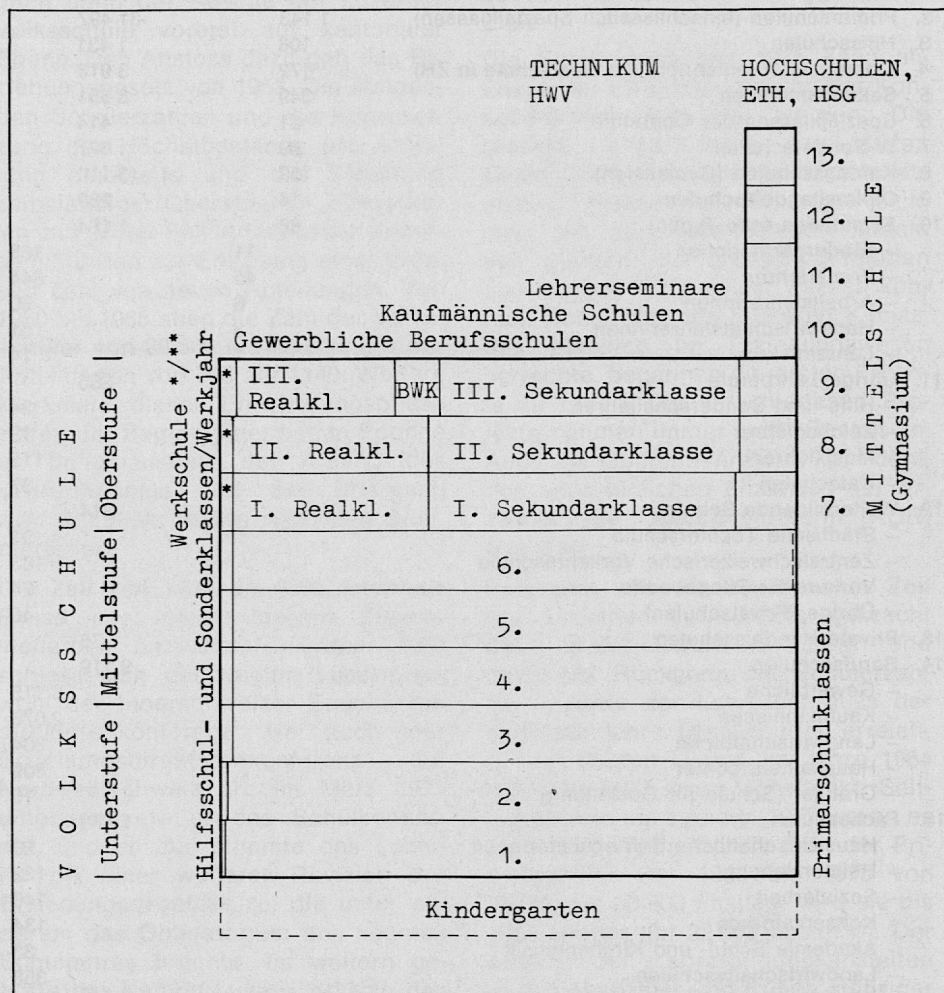 TECHNIKUM
HWV
HOCHSCHULEN,
ETH, HSG
13.
12.
11.
10.
Lehrerseminare
Kaufmännische Schulen
Gewerbliche Berufsschulen
* III.
Realkl.
BWK
III. Sekundarklasse
9.
* II. Realkl.
II. Sekundarklasse
8.
* I. Realkl.
I. Sekundarklasse
7.
6.
5.
4.
3.
2.
1.
Kindergarten
VOLKSSCHULE
Unterstufe
Mittelstufe
Oberstufe
Werkschule */**
Hilfsschul- und Sonderklassen/Werkjahr
MITTELSCHULE
(Gymnasium)
Primarschulklassen